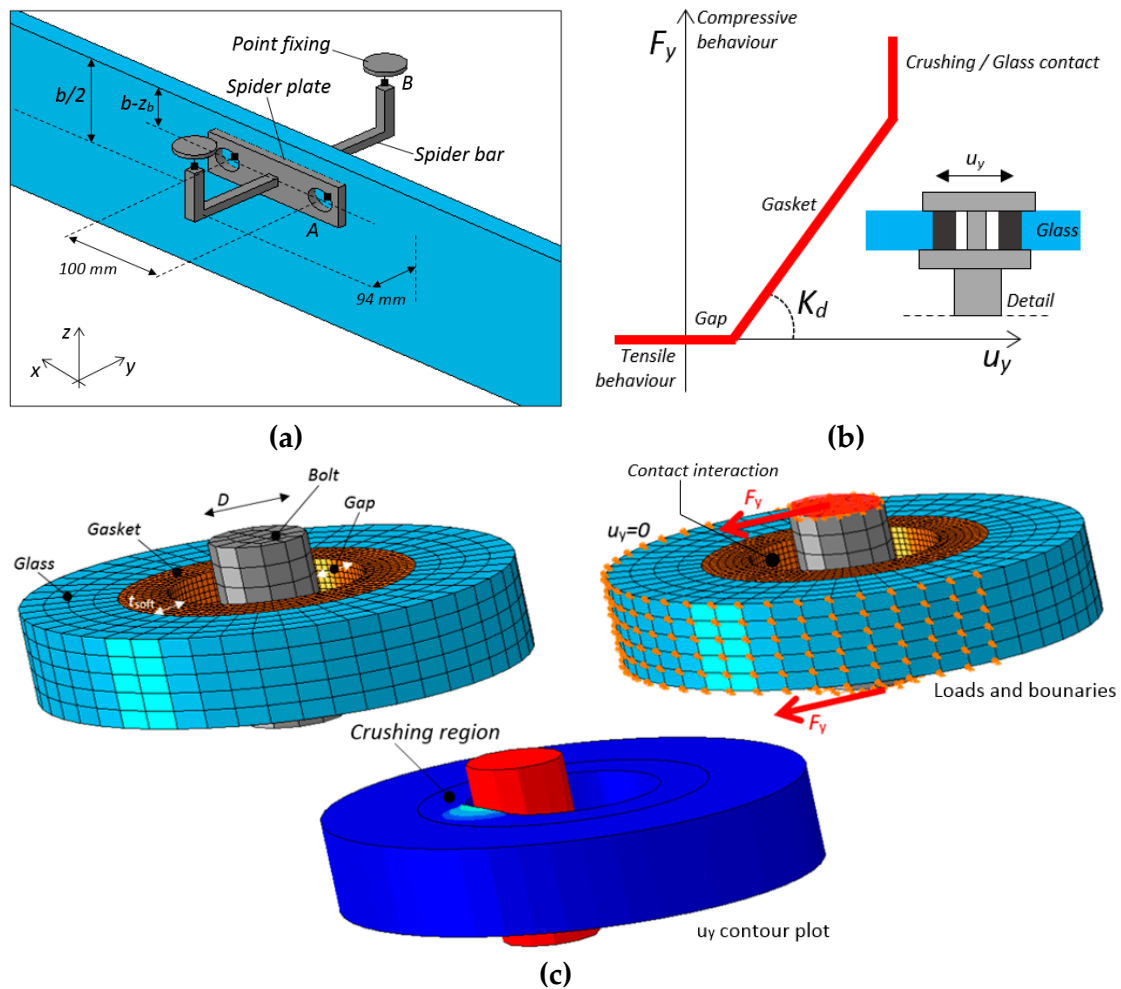 Point fixing
B
Spider plate
b/2
b-z_b
Spider bar
A
100 mm
94 mm
z
x
y
(a)
Compressive
behaviour
F_y
Crushing / Glass contact
u_y
Gasket
Glass
K_d
Gap
Detail
Tensile
behaviour
u_y
(b)
Bolt
D
Gap
Gasket
Glass
t_soft
Contact interaction
F_y
u_y=0
Loads and bounaries
F_y
Crushing region
u_y contour plot
(c)